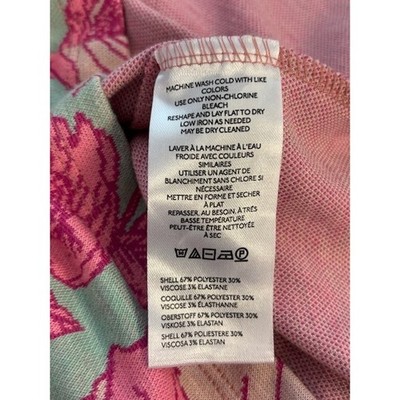 MACHINE WASH COLD WITH LIKE
COLORS
USE ONLY NON-CHLORINE
BLEACH
RESHAPE AND LAY FLAT TO DRY
LOW IRON AS NEEDED
MAY BE DRY CLEANED
LAVER À LA MACHINE À L'EAU
FROIDE AVEC COULEURS
SIMILAIRES
UTILISER UN AGENT DE
BLANCHIMENT SANS CHLORE SI
NÉCESSAIRE
METTRE EN FORME ET SECHER
À PLAT
REPASSER, AU BESOIN, À TRÈS
BASSE TEMPÉRATURE
PEUT-ÊTRE ÊTRE NETTOYÉE
À SEC
SHELL 67% POLYESTER 30%
VISCOSE 3% ELASTANE
COQUILLE 67% POLYESTER 30%
VISCOSE 3% ÉLASTHANNE
OBERSTOFF 67% POLYESTER 30%
VISKOSE 3% ELASTAN
SHELL 67% POLIESTERE 30%
VISCOSA 3% ELASTAN